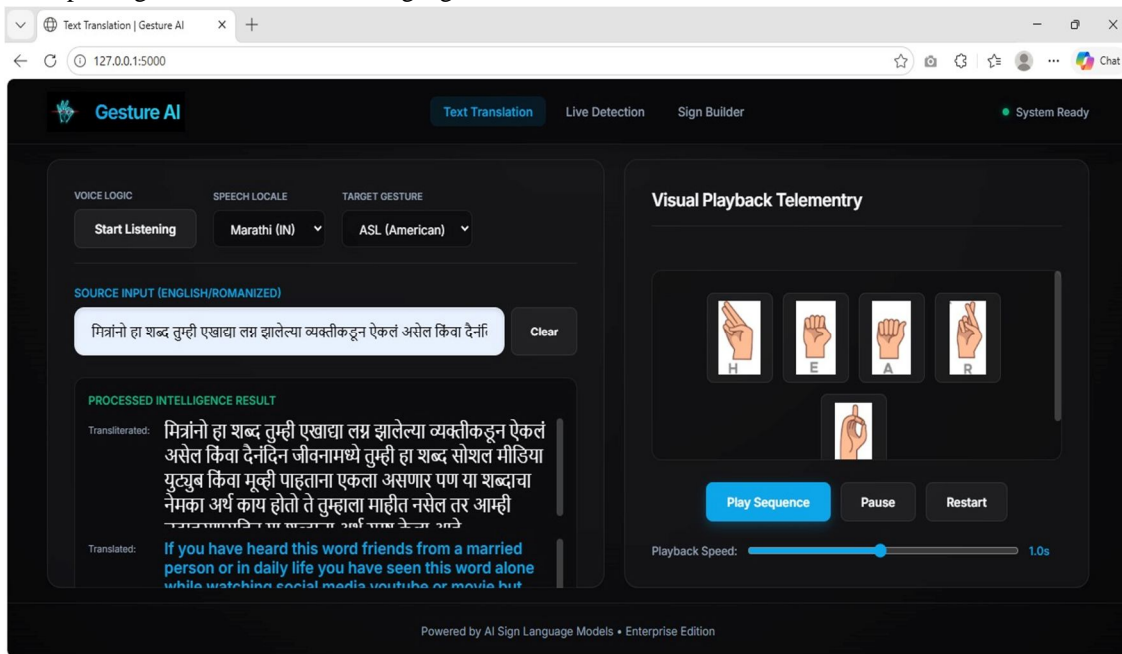 Text Translation | Gesture AI
127.0.0.1:5000
Chat
Gesture AI
Text Translation
Live Detection
Sign Builder
System Ready
VOICE LOGIC
SPEECH LOCALE
TARGET GESTURE
Start Listening
Marathi (IN)
ASL (American)
SOURCE INPUT (ENGLISH/ROMANIZED)
मित्रांनो हा शब्द तुम्ही एखाद्या लग्न झालेल्या व्यक्तीकडून ऐकलं असेल किंवा
Clear
PROCESSED INTELLIGENCE RESULT
Transliterated:
मित्रांनो हा शब्द तुम्ही एखाद्या लग्न झालेल्या व्यक्तीकडून ऐकलं
असेल किंवा दैनंदिन जीवनामध्ये तुम्ही हा शब्द सोशल मीडिया
युट्युब किंवा मूव्ही पाहताना एकला असणार पण या शब्दाचा
नेमका अर्थ काय होतो ते तुम्हाला माहीत नसेल तर आम्ही
Translated:
If you have heard this word friends from a married
person or in daily life you have seen this word alone
while watching social media youtube or movie but
Visual Playback Telementry
H
E
A
R
Play Sequence
Pause
Restart
Playback Speed:
1.0s
Powered by AI Sign Language Models • Enterprise Edition